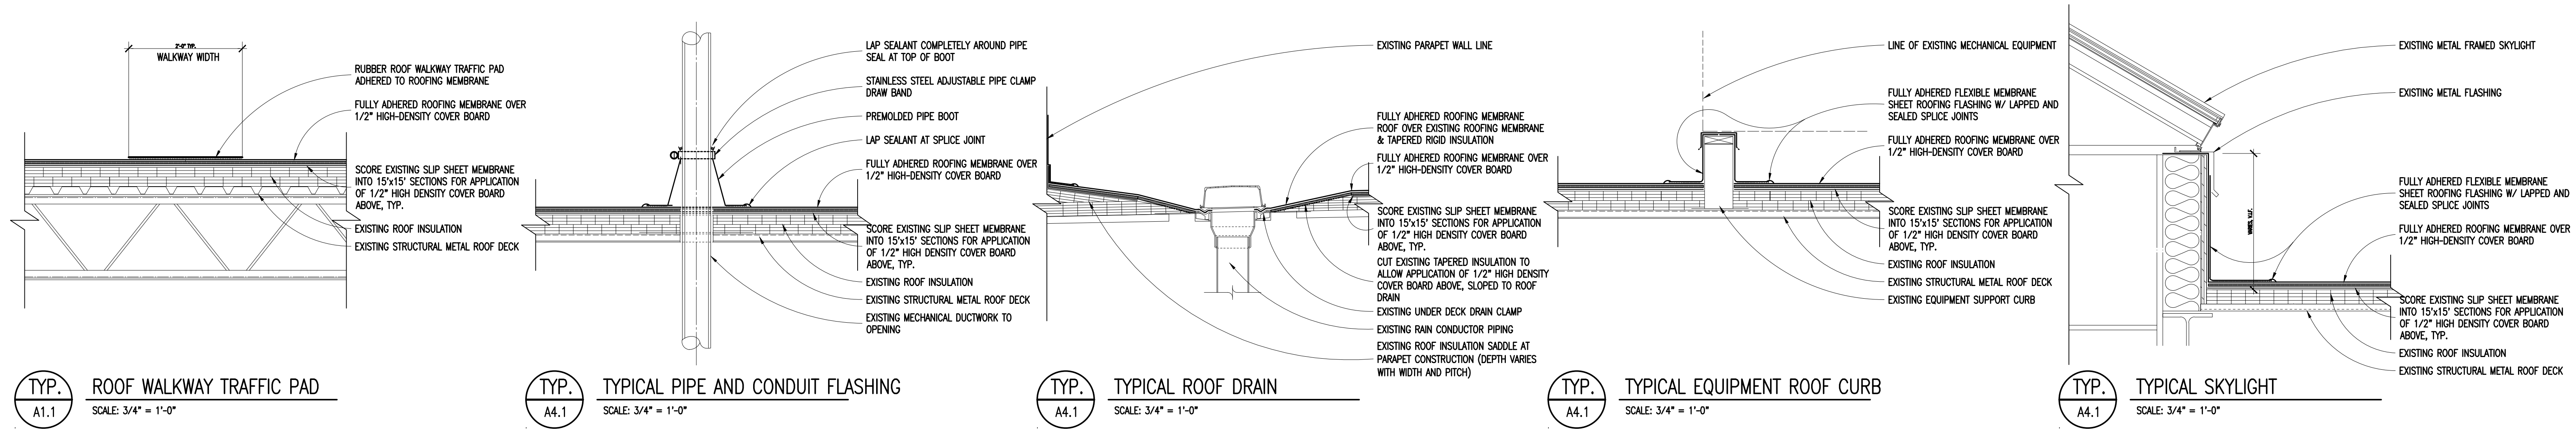 2'-0" TYP.
WALKWAY WIDTH
RUBBER ROOF WALKWAY TRAFFIC PAD
ADHERED TO ROOFING MEMBRANE
FULLY ADHERED ROOFING MEMBRANE OVER
1/2" HIGH-DENSITY COVER BOARD
SCORE EXISTING SLIP SHEET MEMBRANE
INTO 15'x15' SECTIONS FOR APPLICATION
OF 1/2" HIGH DENSITY COVER BOARD
ABOVE, TYP.
EXISTING ROOF INSULATION
EXISTING STRUCTURAL METAL ROOF DECK
TYP.
A1.1
ROOF WALKWAY TRAFFIC PAD
SCALE: 3/4" = 1'-0"
LAP SEALANT COMPLETELY AROUND PIPE
SEAL AT TOP OF BOOT
STAINLESS STEEL ADJUSTABLE PIPE CLAMP
DRAW BAND
PREMOLDED PIPE BOOT
LAP SEALANT AT SPLICE JOINT
FULLY ADHERED ROOFING MEMBRANE OVER
1/2" HIGH-DENSITY COVER BOARD
SCORE EXISTING SLIP SHEET MEMBRANE
INTO 15'x15' SECTIONS FOR APPLICATION
OF 1/2" HIGH DENSITY COVER BOARD
ABOVE, TYP.
EXISTING ROOF INSULATION
EXISTING STRUCTURAL METAL ROOF DECK
EXISTING MECHANICAL DUCTWORK TO
OPENING
TYP.
A4.1
TYPICAL PIPE AND CONDUIT FLASHING
SCALE: 3/4" = 1'-0"
EXISTING PARAPET WALL LINE
FULLY ADHERED ROOFING MEMBRANE
ROOF OVER EXISTING ROOFING MEMBRANE
& TAPERED RIGID INSULATION
FULLY ADHERED ROOFING MEMBRANE OVER
1/2" HIGH-DENSITY COVER BOARD
SCORE EXISTING SLIP SHEET MEMBRANE
INTO 15'x15' SECTIONS FOR APPLICATION
OF 1/2" HIGH DENSITY COVER BOARD
ABOVE, TYP.
CUT EXISTING TAPERED INSULATION TO
ALLOW APPLICATION OF 1/2" HIGH DENSITY
COVER BOARD ABOVE, SLOPED TO ROOF
DRAIN
EXISTING UNDER DECK DRAIN CLAMP
EXISTING RAIN CONDUCTOR PIPING
EXISTING ROOF INSULATION SADDLE AT
PARAPET CONSTRUCTION (DEPTH VARIES
WITH WIDTH AND PITCH)
TYP.
A4.1
TYPICAL ROOF DRAIN
SCALE: 3/4" = 1'-0"
LINE OF EXISTING MECHANICAL EQUIPMENT
FULLY ADHERED FLEXIBLE MEMBRANE
SHEET ROOFING FLASHING W/ LAPPED AND
SEALED SPLICE JOINTS
FULLY ADHERED ROOFING MEMBRANE OVER
1/2" HIGH-DENSITY COVER BOARD
SCORE EXISTING SLIP SHEET MEMBRANE
INTO 15'x15' SECTIONS FOR APPLICATION
OF 1/2" HIGH DENSITY COVER BOARD
ABOVE, TYP.
EXISTING ROOF INSULATION
EXISTING STRUCTURAL METAL ROOF DECK
EXISTING EQUIPMENT SUPPORT CURB
TYP.
A4.1
TYPICAL EQUIPMENT ROOF CURB
SCALE: 3/4" = 1'-0"
EXISTING METAL FRAMED SKYLIGHT
EXISTING METAL FLASHING
FULLY ADHERED FLEXIBLE MEMBRANE
SHEET ROOFING FLASHING W/ LAPPED AND
SEALED SPLICE JOINTS
VARIES, V.I.F.
FULLY ADHERED ROOFING MEMBRANE OVER
1/2" HIGH-DENSITY COVER BOARD
SCORE EXISTING SLIP SHEET MEMBRANE
INTO 15'x15' SECTIONS FOR APPLICATION
OF 1/2" HIGH DENSITY COVER BOARD
ABOVE, TYP.
EXISTING ROOF INSULATION
EXISTING STRUCTURAL METAL ROOF DECK
TYP.
A4.1
TYPICAL SKYLIGHT
SCALE: 3/4" = 1'-0"